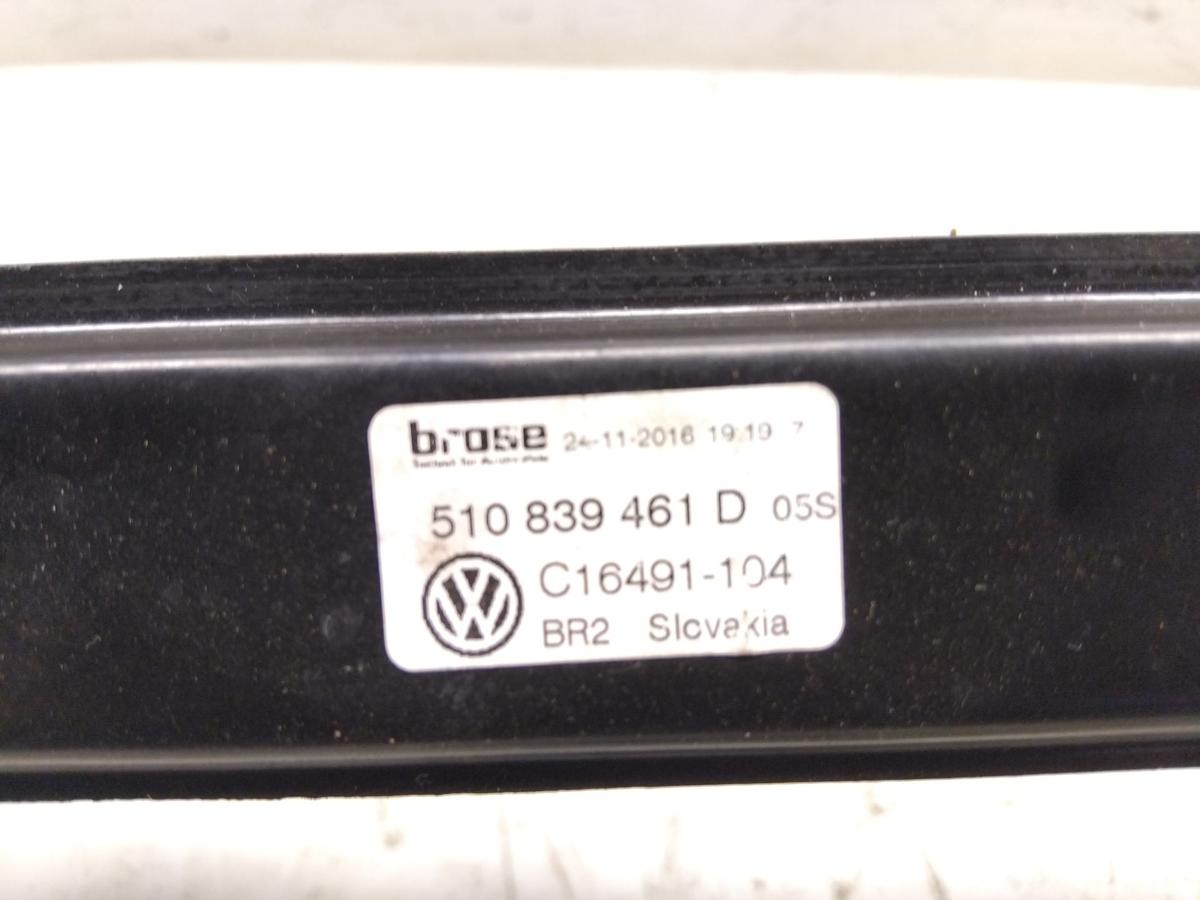 brose 24-11-2016 19:19 7
510 839 461 D 05S
C16491-104
BR2 Slovakia